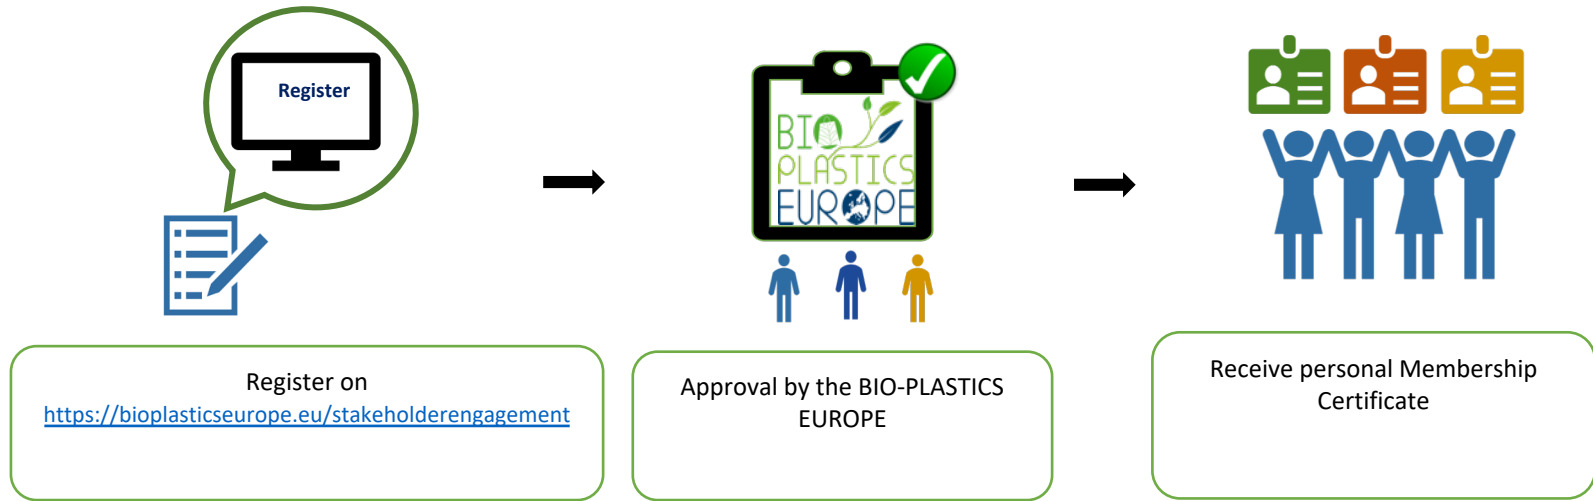 Register
BIO
PLASTICS
EUROPE
Register on
https://bioplasticseurope.eu/stakeholderengagement
Approval by the BIO-PLASTICS
EUROPE
Receive personal Membership
Certificate